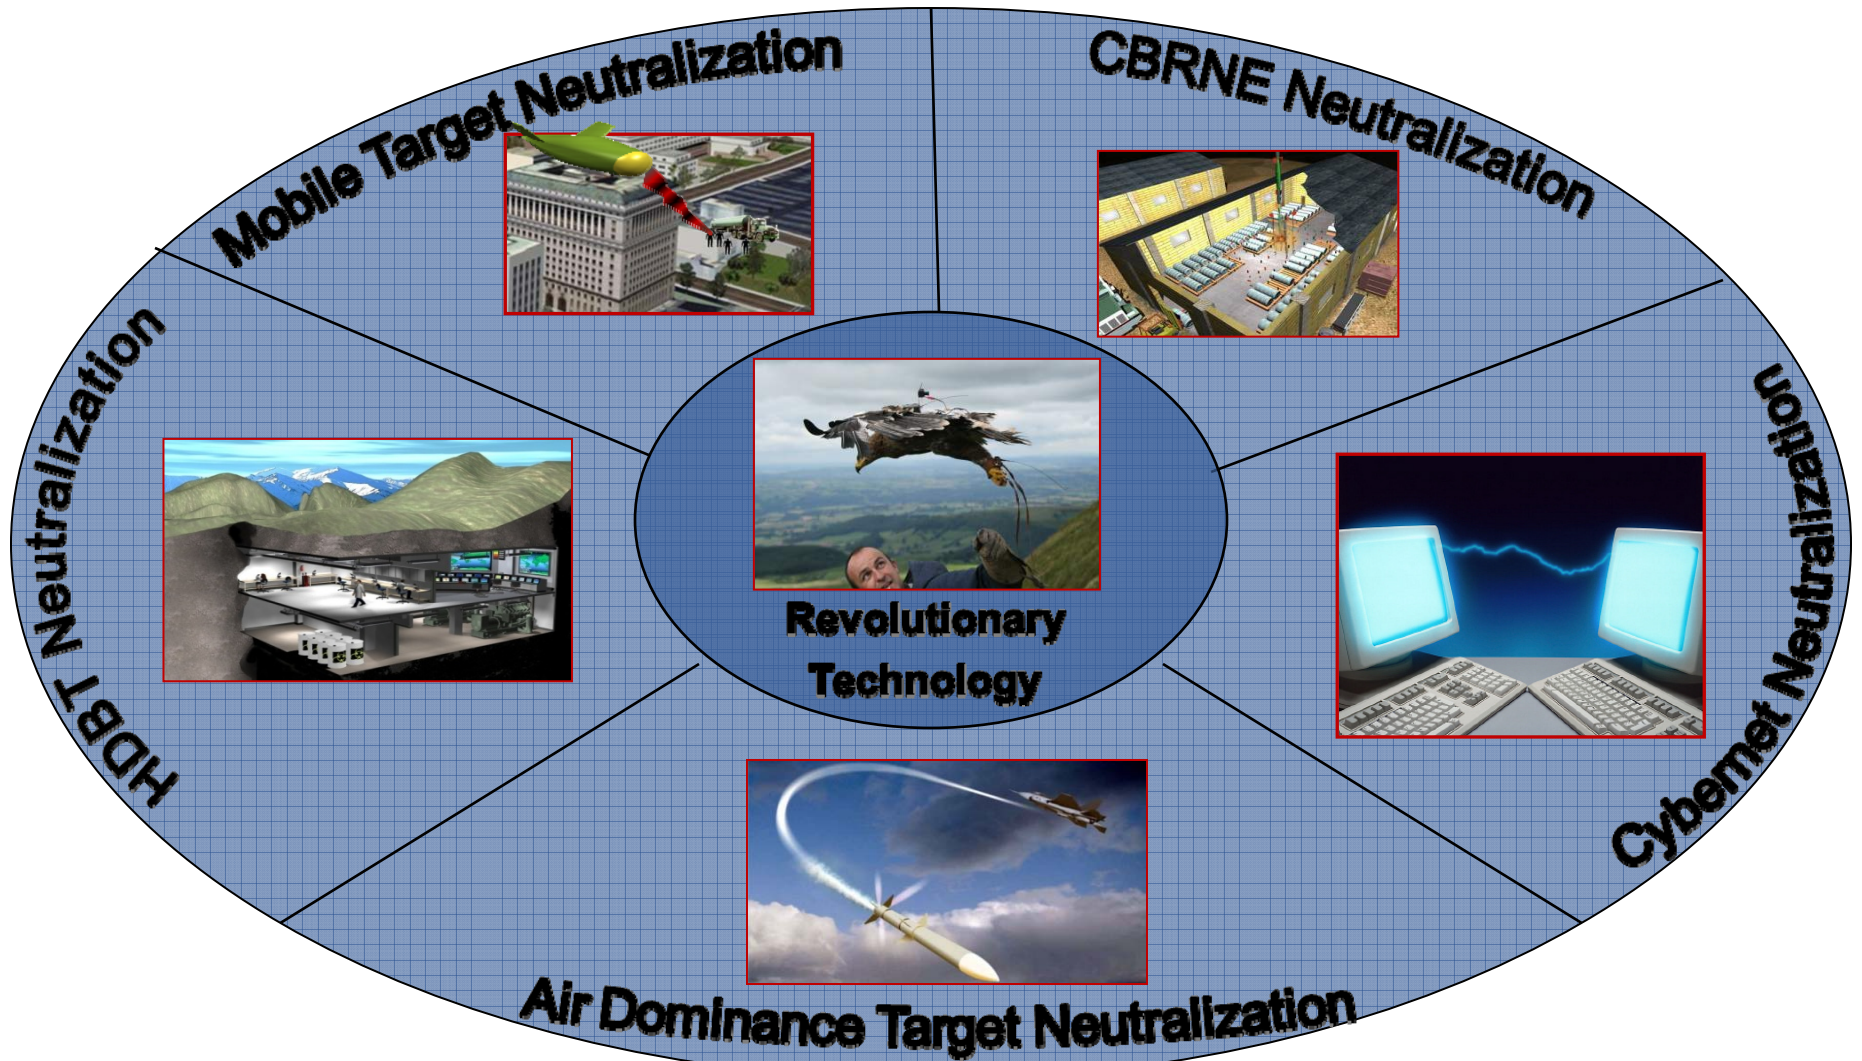 Mobile Target Neutralization
CBRNE Neutralization
HDBT Neutralization
Cybernet Neutralization
Revolutionary
Technology
Air Dominance Target Neutralization